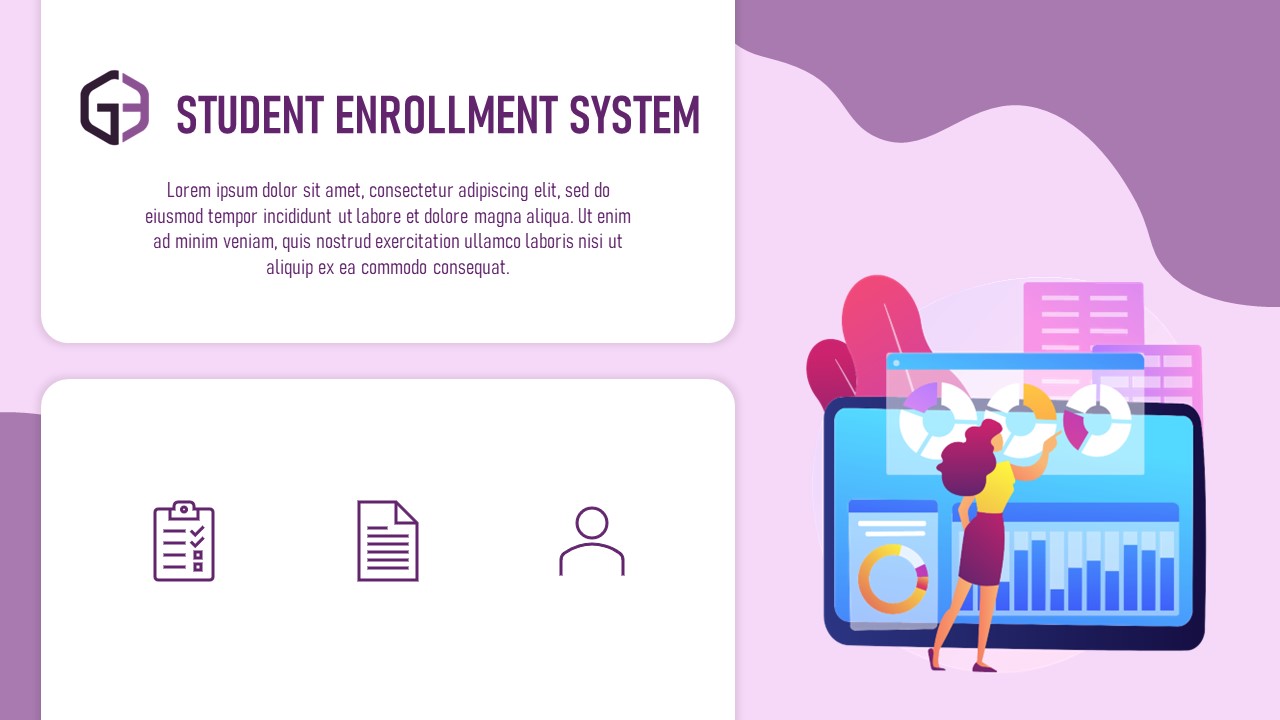 G3
STUDENT ENROLLMENT SYSTEM
Lorem ipsum dolor sit amet, consectetur adipiscing elit, sed do
eiusmod tempor incididunt ut labore et dolore magna aliqua. Ut enim
ad minim veniam, quis nostrud exercitation ullamco laboris nisi ut
aliquip ex ea commodo consequat.